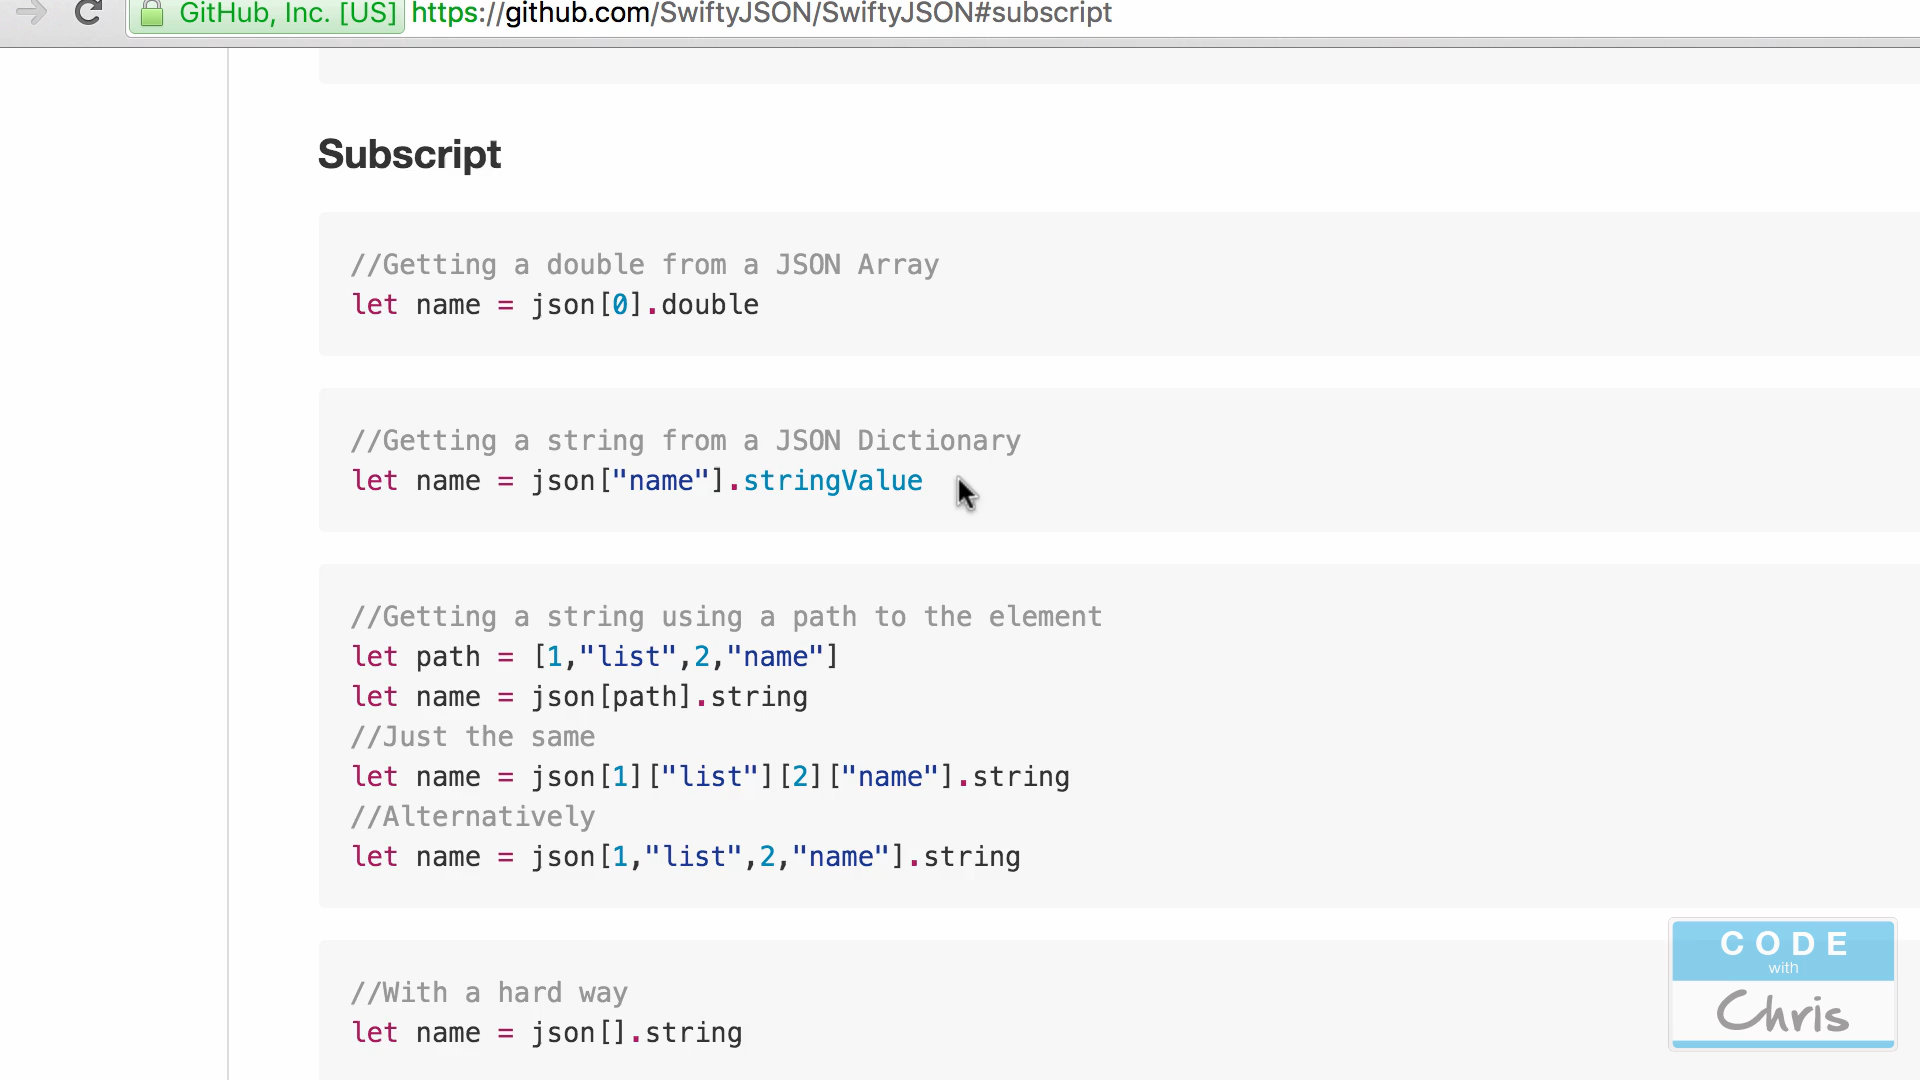 GitHub, Inc. [US] https://github.com/SwiftyJSON/SwiftyJSON#subscript
Subscript
//Getting a double from a JSON Array
let name = json[0].double
//Getting a string from a JSON Dictionary
let name = json["name"].stringValue
//Getting a string using a path to the element
let path = [1,"list",2,"name"]
let name = json[path].string
//Just the same
let name = json[1]["list"][2]["name"].string
//Alternatively
let name = json[1,"list",2,"name"].string
//With a hard way
let name = json[].string
CODE
with
Chris